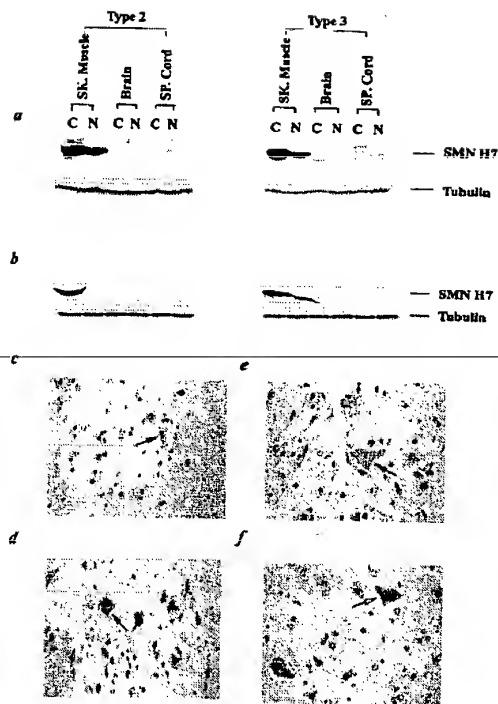 Type 2
SK. Muscle
Brain
SP. Cord
C N C N C N
Type 3
SK. Muscle
Brain
SP. Cord
C N C N C N
a
SMN H7
Tubulin
b
SMN H7
Tubulin
c
e
d
f